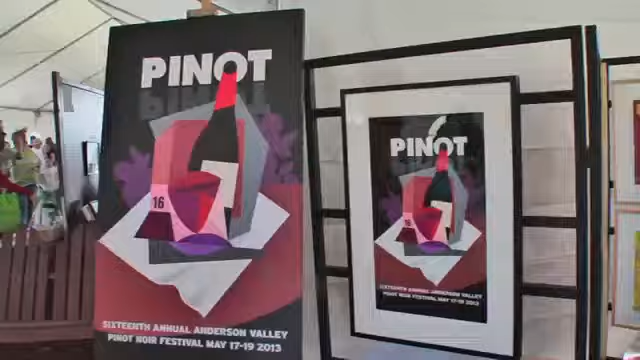 PINOT
16
SIXTEENTH ANNUAL ANDERSON VALLEY
PINOT NOIR FESTIVAL MAY 17-19 2013
PINOT
16
SIXTEENTH ANNUAL ANDERSON VALLEY
PINOT NOIR FESTIVAL MAY 17-19 2013